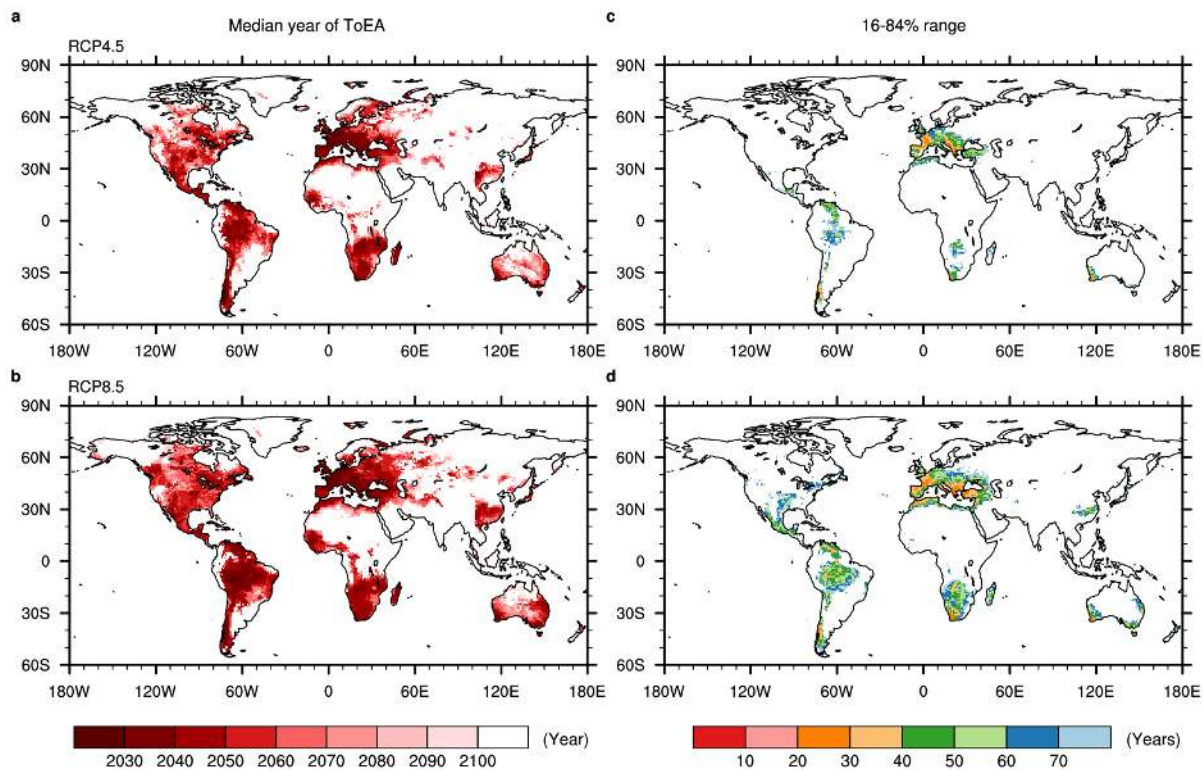 a
Median year of ToEA
RCP4.5
90N
60N
30N
0
30S
60S
180W 120W 60W 0 60E 120E 180E
c
16-84% range
90N
60N
30N
0
30S
60S
180W 120W 60W 0 60E 120E 180E
b
RCP8.5
90N
60N
30N
0
30S
60S
180W 120W 60W 0 60E 120E 180E
d
90N
60N
30N
0
30S
60S
180W 120W 60W 0 60E 120E 180E
(Year)
2030 2040 2050 2060 2070 2080 2090 2100
(Years)
10 20 30 40 50 60 70